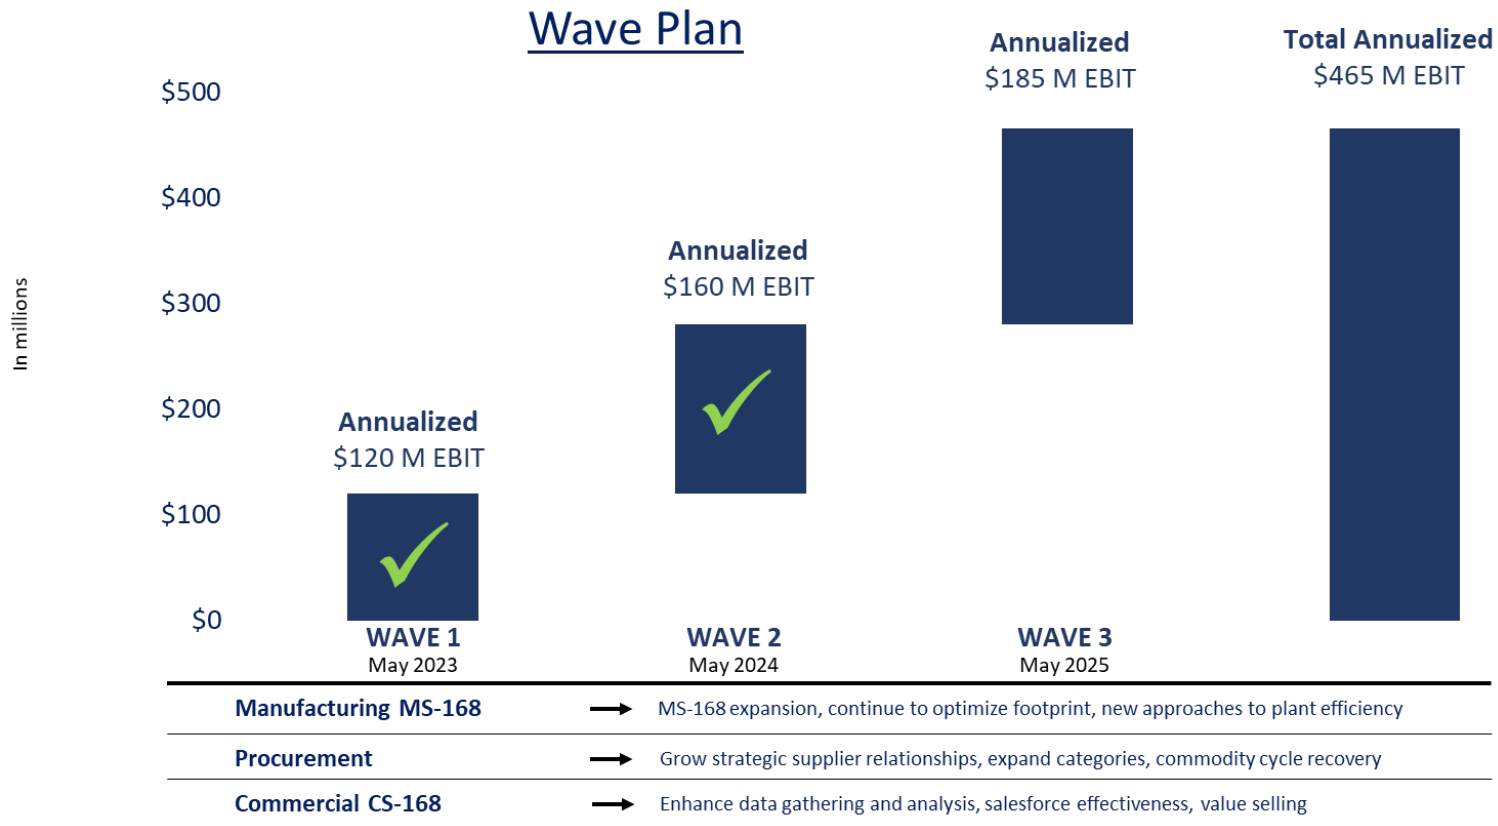 Wave Plan
Annualized
$185 M EBIT
Total Annualized
$465 M EBIT
$500
$400
Annualized
$160 M EBIT
$300
In millions
$200
Annualized
$120 M EBIT
$100
$0
WAVE 1
May 2023
WAVE 2
May 2024
WAVE 3
May 2025
Manufacturing MS-168
MS-168 expansion, continue to optimize footprint, new approaches to plant efficiency
Procurement
Grow strategic supplier relationships, expand categories, commodity cycle recovery
Commercial CS-168
Enhance data gathering and analysis, salesforce effectiveness, value selling